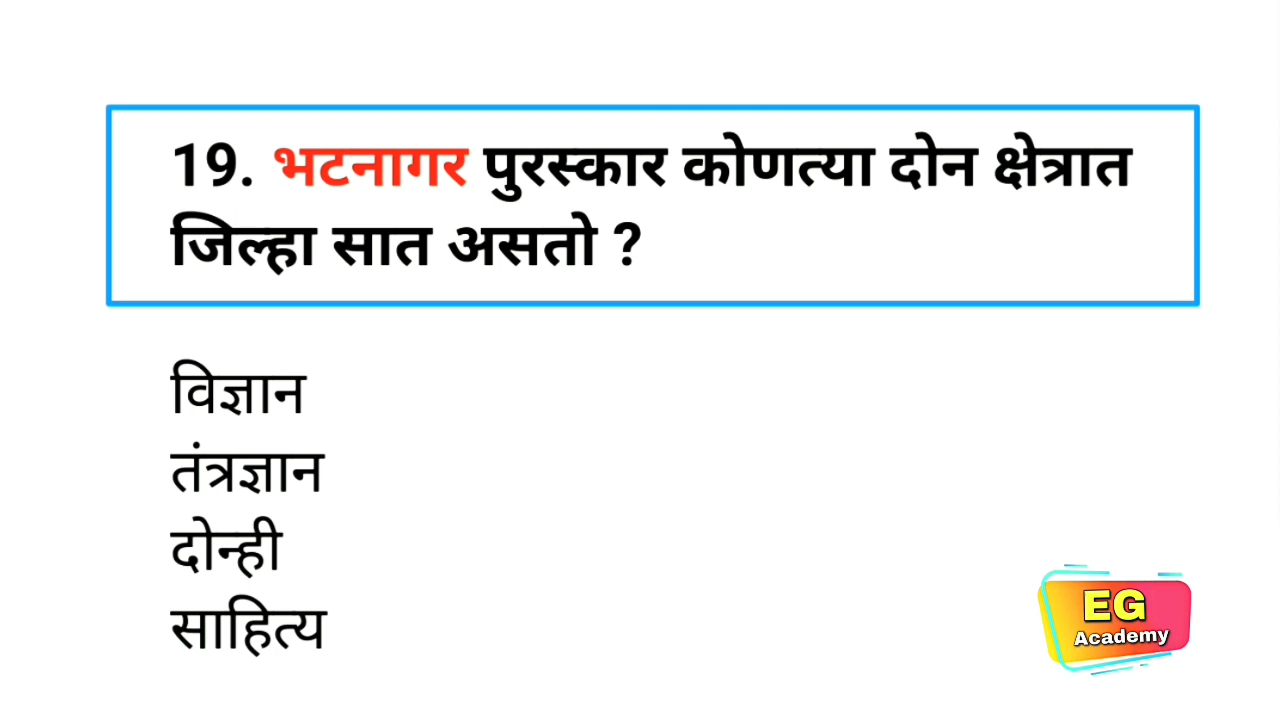 19. भटनागर पुरस्कार कोणत्या दोन क्षेत्रात
जिल्हा सात असतो ?
विज्ञान
तंत्रज्ञान
दोन्ही
साहित्य
EG
Academy